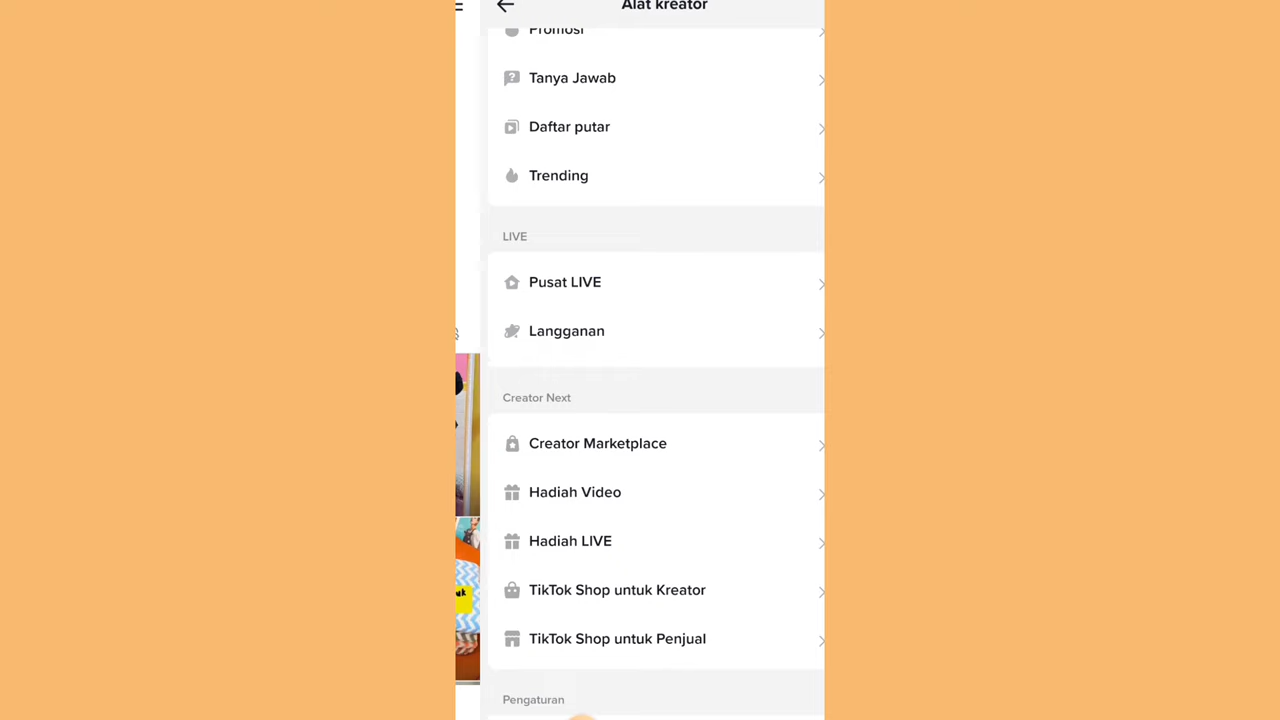 Alat kreator
Promosi
Tanya Jawab
Daftar putar
Trending
LIVE
Pusat LIVE
Langganan
Creator Next
Creator Marketplace
Hadiah Video
Hadiah LIVE
TikTok Shop untuk Kreator
TikTok Shop untuk Penjual
Pengaturan